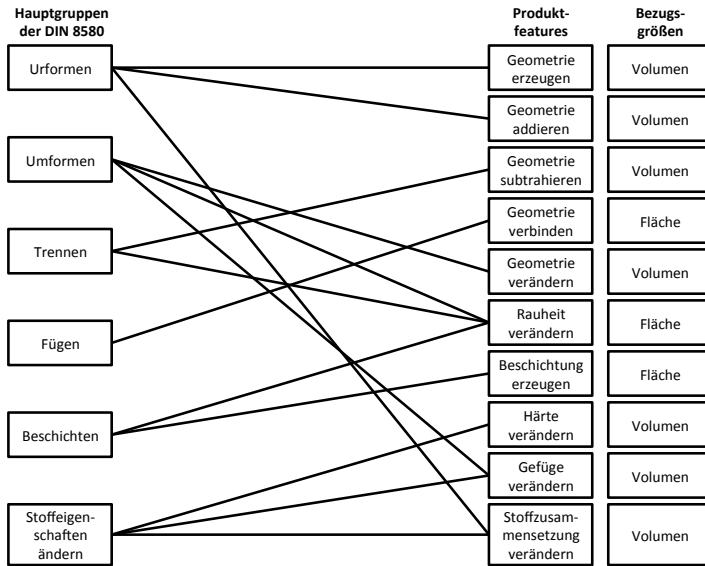 Hauptgruppen
der DIN 8580
Produkt-
features
Bezugs-
größen
Urformen
Geometrie
erzeugen
Volumen
Geometrie
addieren
Volumen
Umformen
Geometrie
subtrahieren
Volumen
Geometrie
verbinden
Fläche
Trennen
Geometrie
verändern
Volumen
Rauheit
verändern
Fläche
Fügen
Beschichtung
erzeugen
Fläche
Beschichten
Härte
verändern
Volumen
Gefüge
verändern
Volumen
Stoffeigen-
schaften
ändern
Stoffzusam-
mensetzung
verändern
Volumen